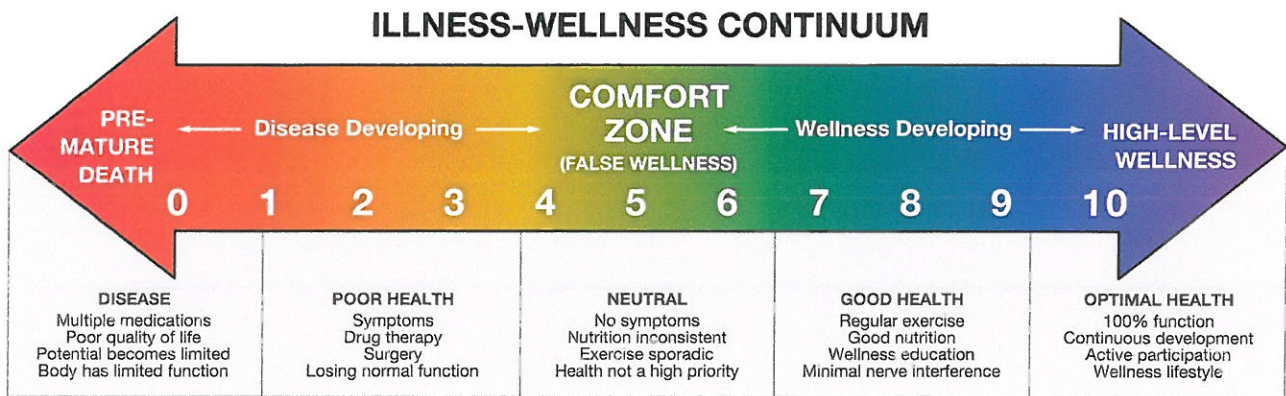 ILLNESS-WELLNESS CONTINUUM
PRE-
MATURE
DEATH
Disease Developing
COMFORT
ZONE
(FALSE WELLNESS)
Wellness Developing
HIGH-LEVEL
WELLNESS
0 1 2 3 4 5 6 7 8 9 10
DISEASE
Multiple medications
Poor quality of life
Potential becomes limited
Body has limited function
POOR HEALTH
Symptoms
Drug therapy
Surgery
Losing normal function
NEUTRAL
No symptoms
Nutrition inconsistent
Exercise sporadic
Health not a high priority
GOOD HEALTH
Regular exercise
Good nutrition
Wellness education
Minimal nerve interference
OPTIMAL HEALTH
100% function
Continuous development
Active participation
Wellness lifestyle